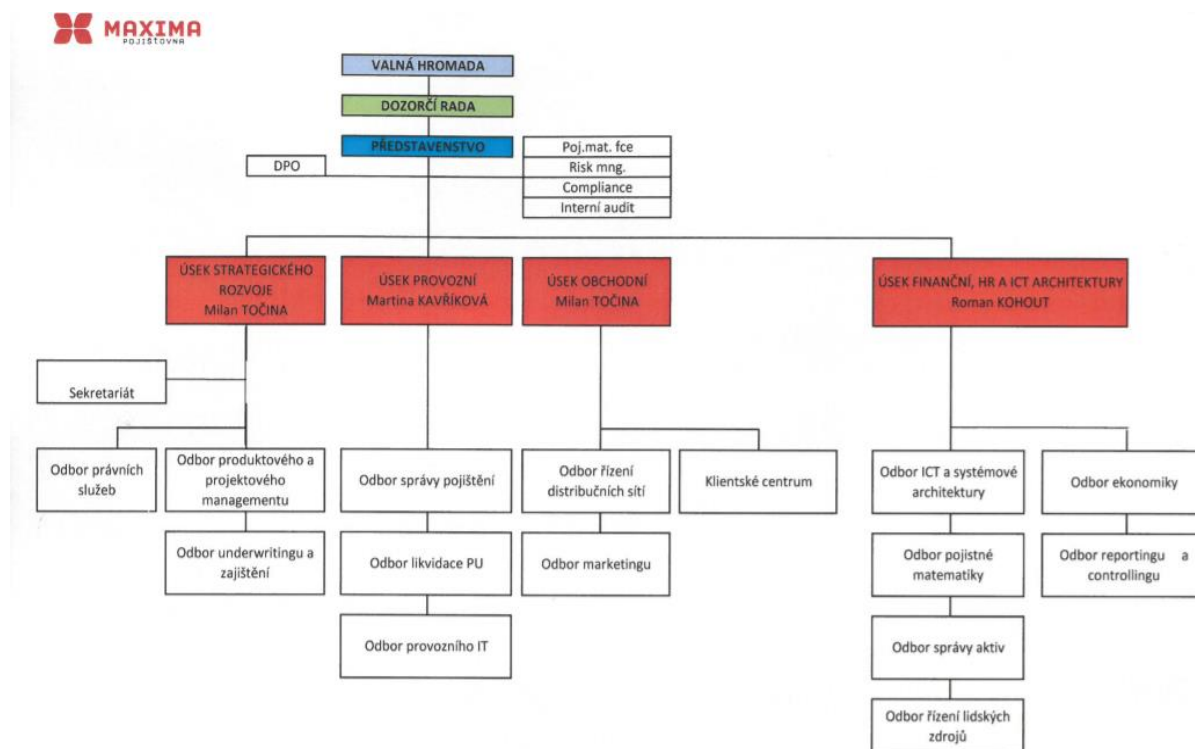 MAXIMA
POJIŠŤOVNA
VALNÁ HROMADA
DOZORČÍ RADA
PŘEDSTAVENSTVO
DPO
Poj.mat. fce
Risk mng.
Compliance
Interní audit
ÚSEK STRATEGICKÉHO
ROZVOJE
Milan TOČINA
ÚSEK PROVOZNÍ
Martina KAVŘÍKOVÁ
ÚSEK OBCHODNÍ
Milan TOČINA
ÚSEK FINANČNÍ, HR A ICT ARCHITEKTURY
Roman KOHOUT
Sekretariát
Odbor právních
služeb
Odbor produktového a
projektového
managementu
Odbor správy pojištění
Odbor řízení
distribučních sítí
Klientské centrum
Odbor ICT a systémové
architektury
Odbor ekonomiky
Odbor underwritingu a
zajištění
Odbor likvidace PU
Odbor marketingu
Odbor pojistné
matematiky
Odbor reportingu a
controllingu
Odbor provozního IT
Odbor správy aktiv
Odbor řízení lidských
zdrojů